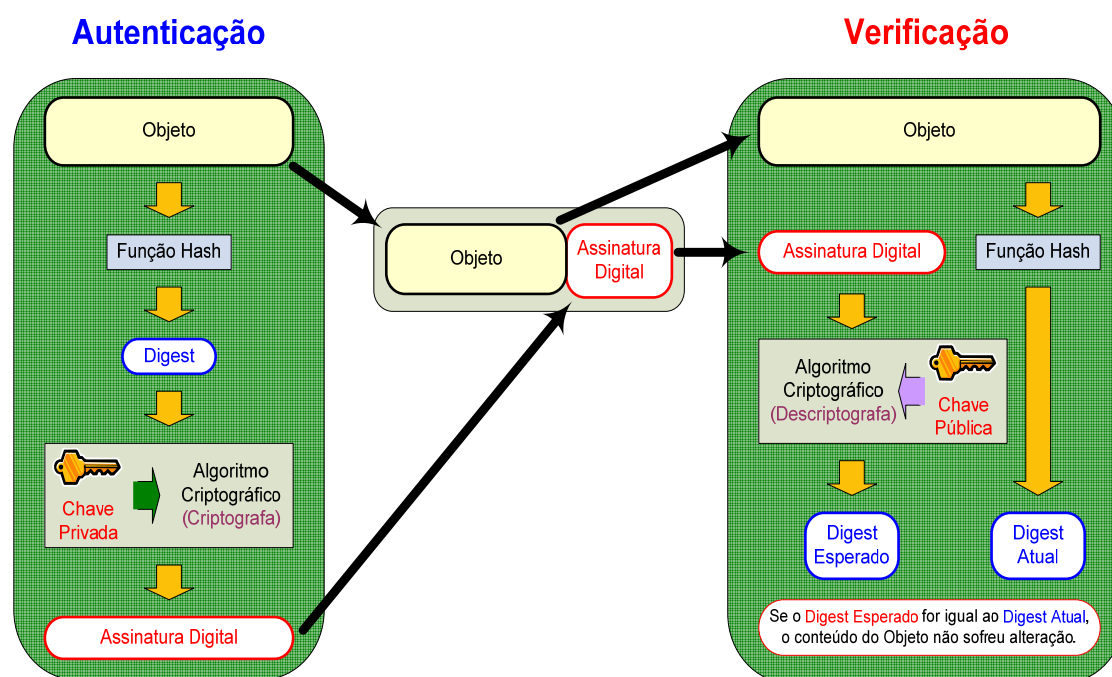 Autenticação
Objeto
Função Hash
Digest
Chave
Privada
Algoritmo
Criptográfico
(Criptografa)
Assinatura Digital
Objeto
Assinatura
Digital
Verificação
Objeto
Assinatura Digital
Função Hash
Algoritmo
Criptográfico
(Descriptografa)
Chave
Pública
Digest
Esperado
Digest
Atual
Se o Digest Esperado for igual ao Digest Atual,
o conteúdo do Objeto não sofreu alteração.